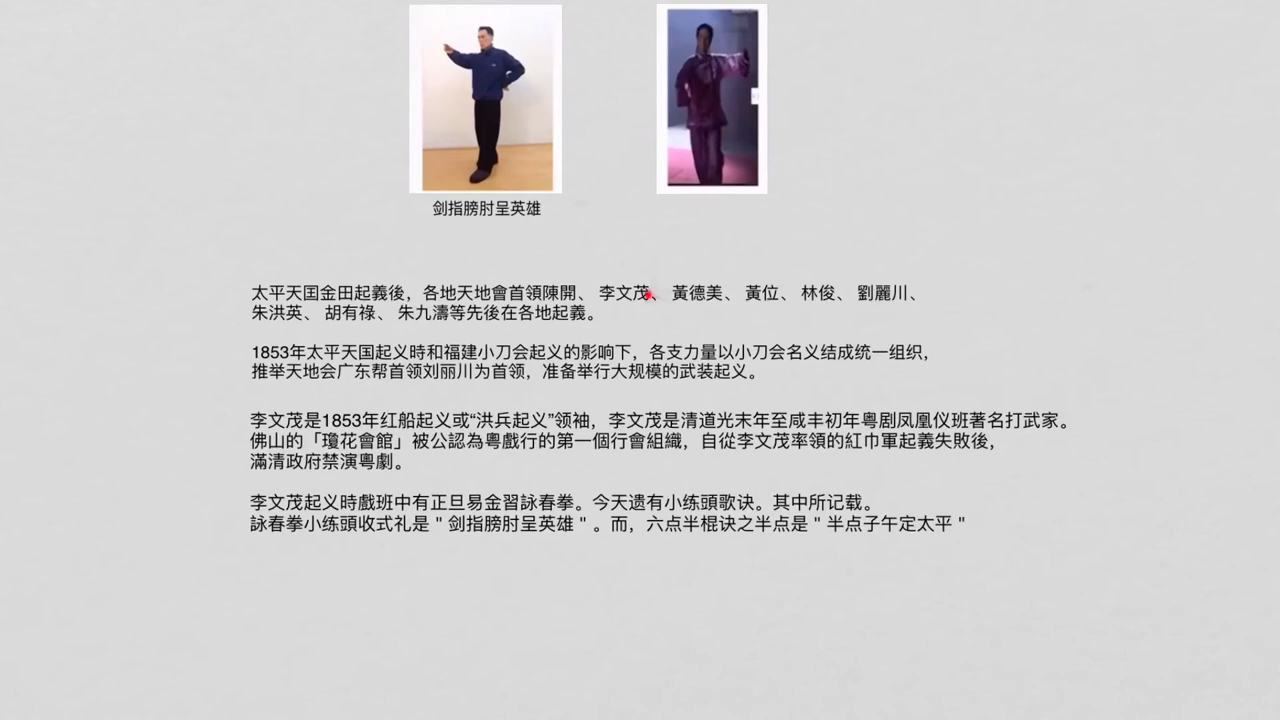 剑指膀肘呈英雄
太平天囯金田起義後，各地天地會首領陳開、 李文茂、 黃德美、 黃位、 林俊、 劉麗川、
朱洪英、 胡有祿、 朱九濤等先後在各地起義。
1853年太平天国起义時和福建小刀会起义的影响下，各支力量以小刀会名义结成统一组织，
推举天地会广东帮首领刘丽川为首领，准备举行大规模的武装起义。
李文茂是1853年红船起义或“洪兵起义”领袖，李文茂是清道光末年至咸丰初年粤剧凤凰仪班著名打武家。
佛山的「瓊花會館」被公認為粵戲行的第一個行會組織，自從李文茂率領的紅巾軍起義失敗後，
滿清政府禁演粵劇。
李文茂起义時戲班中有正旦易金習詠春拳。今天遗有小练頭歌诀。其中所记载。
詠春拳小练頭收式礼是 " 剑指膀肘呈英雄 " 。而，六点半棍诀之半点是 " 半点子午定太平 "